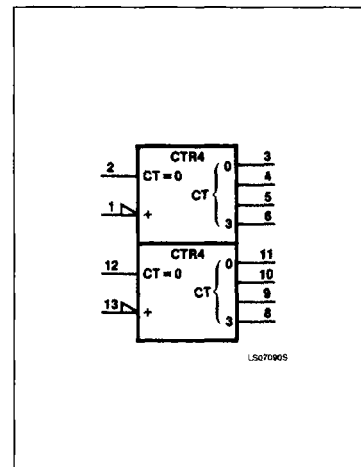 CTR4
2 CT = 0 0 3
4
CT
5
1 + 3 6
CTR4
12 CT = 0 0 11
10
CT
9
13 + 3 8
LS07090S